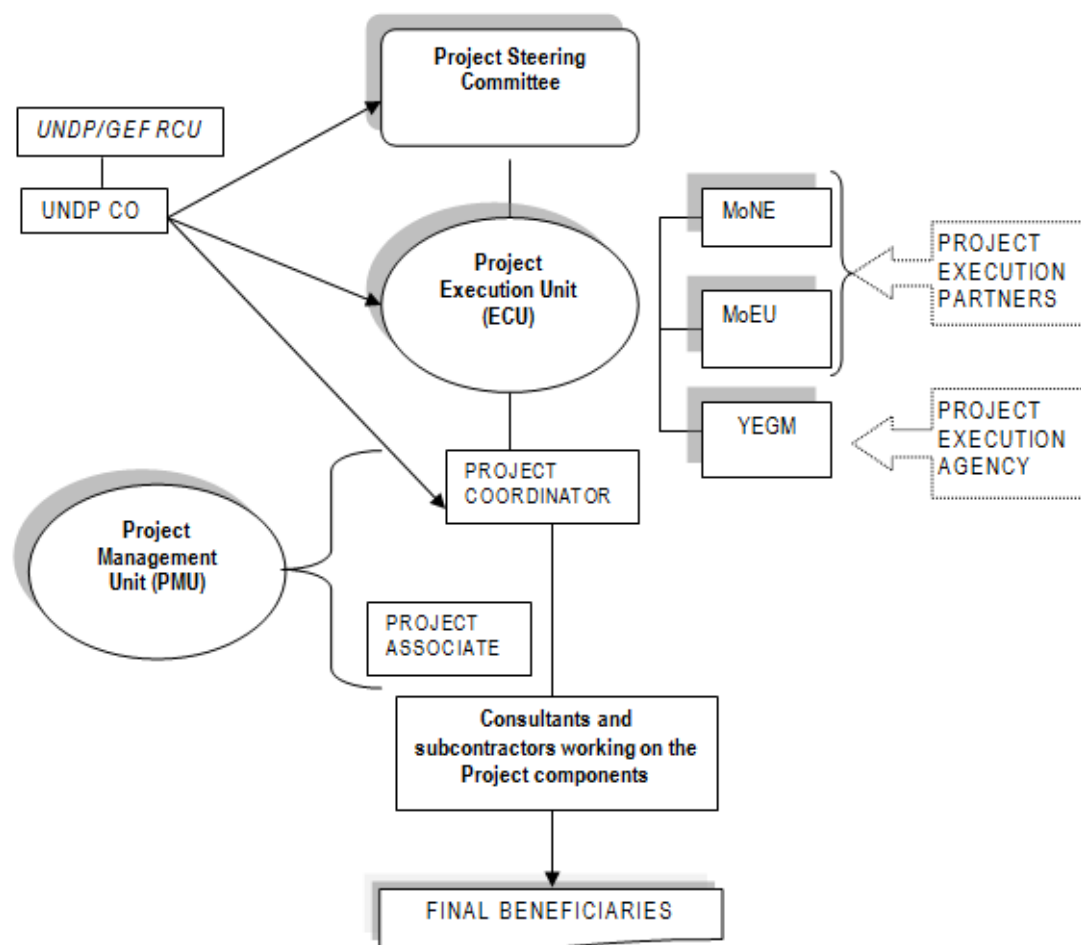 Project Steering
Committee
UNDP/GEF RCU
UNDP CO
MoNE
PROJECT
EXECUTION
PARTNERS
Project
Execution Unit
(ECU)
MoEU
YEGM
PROJECT
EXECUTION
AGENCY
PROJECT
COORDINATOR
Project
Management
Unit (PMU)
PROJECT
ASSOCIATE
Consultants and
subcontractors working on the
Project components
FINAL BENEFICIARIES